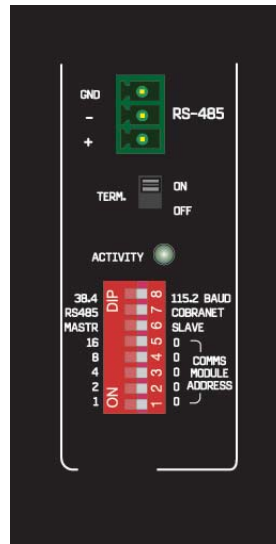 GND
-
+
RS-485
TERM.
ON
OFF
ACTIVITY
38.4 DIP 8 115.2 BAUD
RS485 7 COBRANET
MASTR 6 SLAVE
16 5 0
8 4 0 COMMS
4 3 0 MODULE
2 2 0 ADDRESS
1 ON 1 0